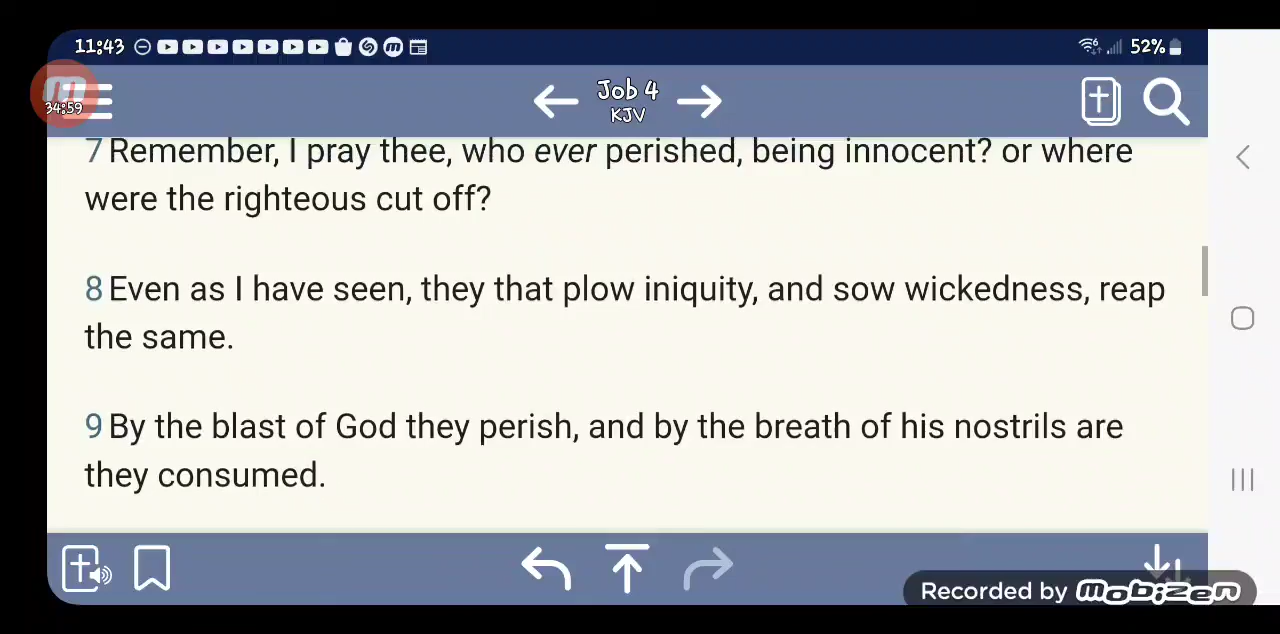 11:43
52%
34:59
Job 4
KJV
7 Remember, I pray thee, who ever perished, being innocent? or where
were the righteous cut off?
8 Even as I have seen, they that plow iniquity, and sow wickedness, reap
the same.
9 By the blast of God they perish, and by the breath of his nostrils are
they consumed.
Recorded by mobizen